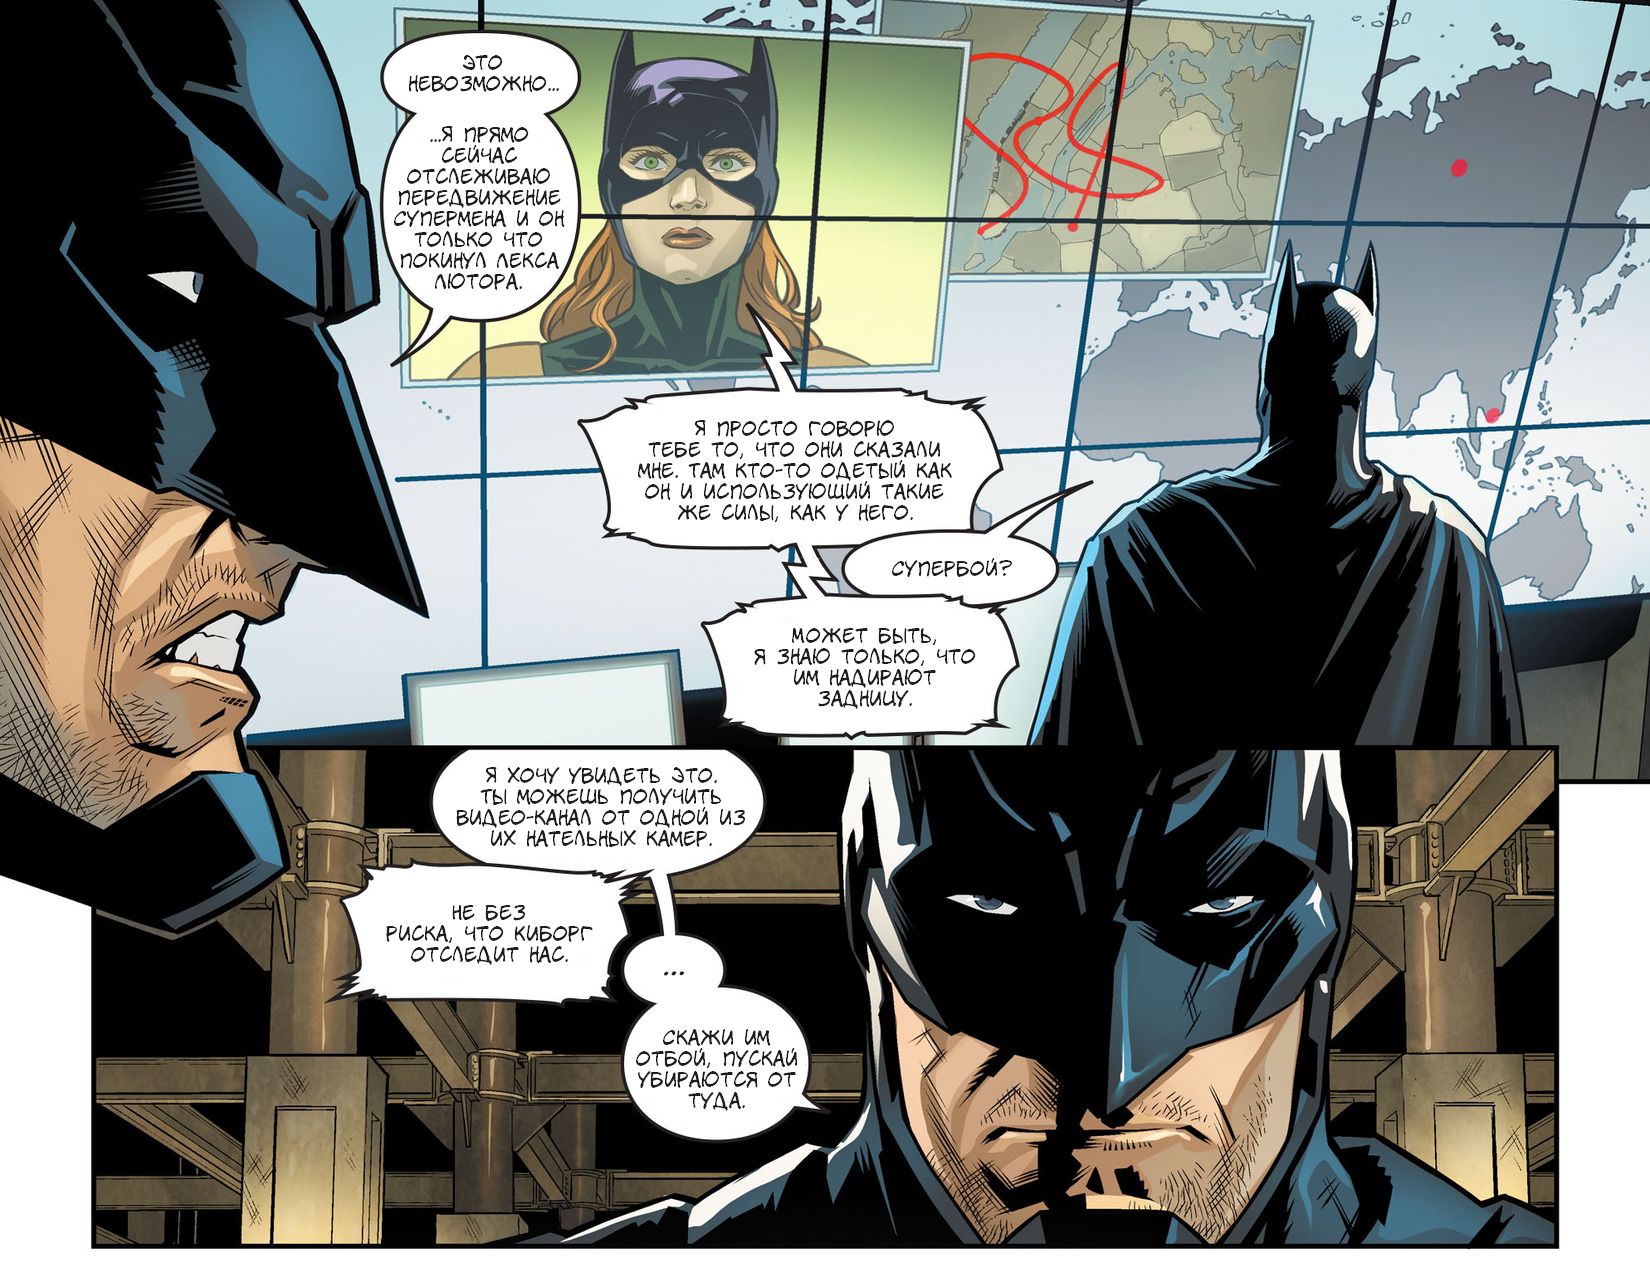 ЭТО
НЕВОЗМОЖНО...
...Я ПРЯМО
СЕЙЧАС
ОТСЛЕЖИВАЮ
ПЕРЕДВИЖЕНИЕ
СУПЕРМЕНА И ОН
ТОЛЬКО ЧТО
ПОКИНУЛ ЛЕКСА
ЛЮТОРА.
Я ПРОСТО ГОВОРЮ
ТЕБЕ ТО, ЧТО ОНИ СКАЗАЛИ
МНЕ. ТАМ КТО-ТО ОДЕТЫЙ КАК
ОН И ИСПОЛЬЗУЮЩИЙ ТАКИЕ
ЖЕ СИЛЫ, КАК У НЕГО.
СУПЕРБОЙ?
МОЖЕТ БЫТЬ,
Я ЗНАЮ ТОЛЬКО, ЧТО
ИМ НАДИРАЮТ
ЗАДНИЦУ.
Я ХОЧУ УВИДЕТЬ ЭТО.
ТЫ МОЖЕШЬ ПОЛУЧИТЬ
ВИДЕО-КАНАЛ ОТ ОДНОЙ ИЗ
ИХ НАТЕЛЬНЫХ КАМЕР.
НЕ БЕЗ
РИСКА, ЧТО КИБОРГ
ОТСЛЕДИТ НАС.
...
СКАЖИ ИМ
ОТБОЙ, ПУСКАЙ
УБИРАЮТСЯ ОТ
ТУДА.